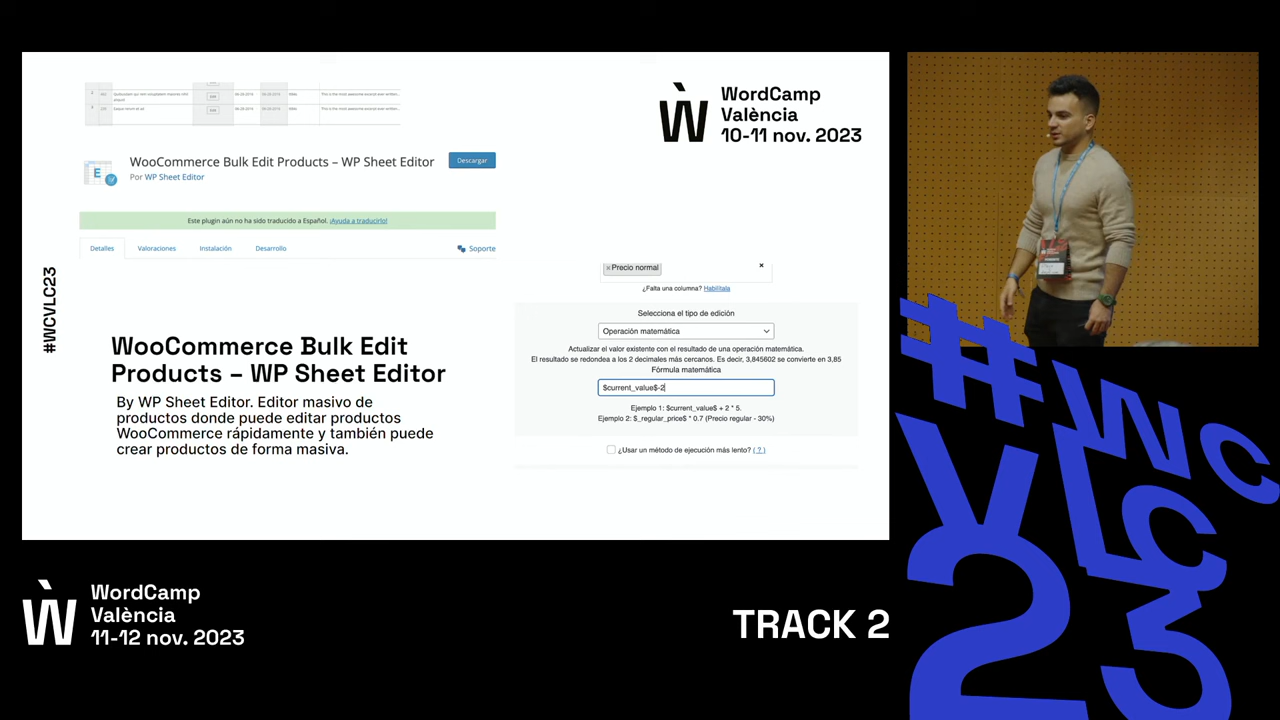 Edit
Edit
WooCommerce Bulk Edit Products – WP Sheet Editor
Por WP Sheet Editor
Descargar
Este plugin aún no ha sido traducido a Español. ¡Ayuda a traducirlo!
Detalles
Valoraciones
Instalación
Desarrollo
Soporte
#WCVLC23
WooCommerce Bulk Edit
Products – WP Sheet Editor
By WP Sheet Editor. Editor masivo de
productos donde puede editar productos
WooCommerce rápidamente y también puede
crear productos de forma masiva.
WordCamp
València
10-11 nov. 2023
× Precio normal
×
¿Falta una columna? Habilítala
Selecciona el tipo de edición
Operación matemática
Actualizar el valor existente con el resultado de una operación matemática.
El resultado se redondea a los 2 decimales más cercanos. Es decir, 3,845602 se convierte en 3,85
Fórmula matemática
$current_value$-2
Ejemplo 1: $current_value$ + 2 * 5.
Ejemplo 2: $_regular_price$ * 0.7 (Precio regular - 30%)
¿Usar un método de ejecución más lento? ( ? )
WordCamp
València
11-12 nov. 2023
TRACK 2
#WC
VLC
23